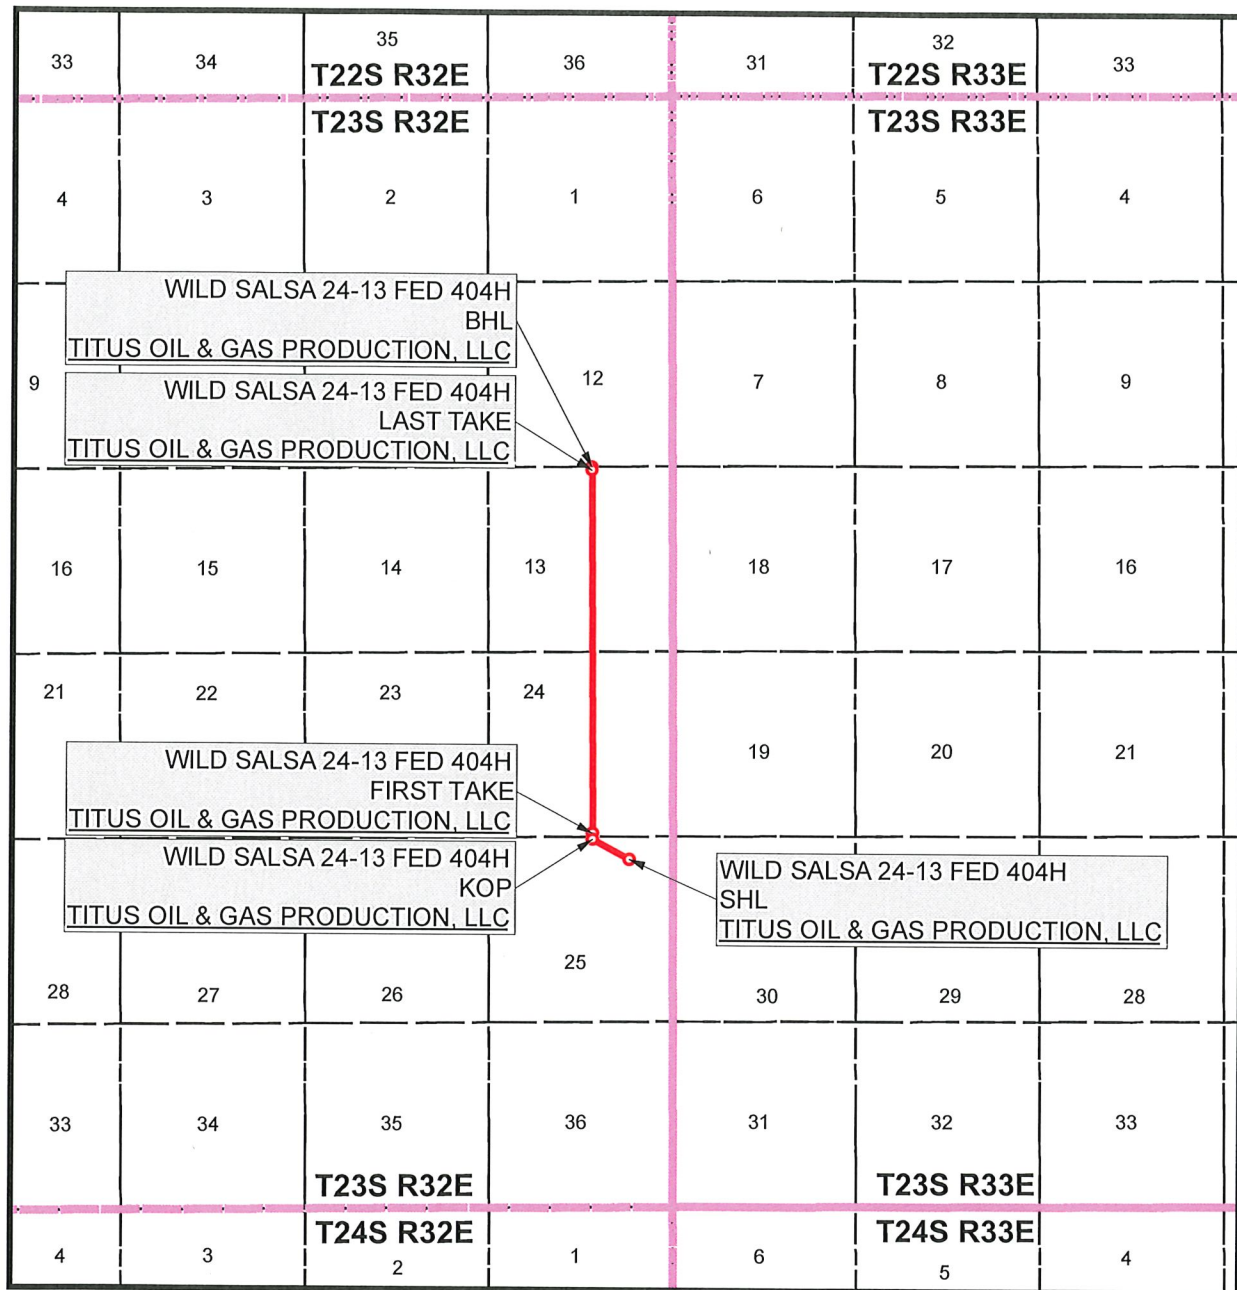 33 34 35 36 31 32 33
T22S R32E T22S R33E
T23S R32E T23S R33E
4 3 2 1 6 5 4
WILD SALSA 24-13 FED 404H
BHL
TITUS OIL & GAS PRODUCTION, LLC
9 12 7 8 9
WILD SALSA 24-13 FED 404H
LAST TAKE
TITUS OIL & GAS PRODUCTION, LLC
16 15 14 13 18 17 16
21 22 23 24 19 20 21
WILD SALSA 24-13 FED 404H
FIRST TAKE
TITUS OIL & GAS PRODUCTION, LLC
WILD SALSA 24-13 FED 404H
KOP
TITUS OIL & GAS PRODUCTION, LLC
WILD SALSA 24-13 FED 404H
SHL
TITUS OIL & GAS PRODUCTION, LLC
28 27 26 25 30 29 28
33 34 35 36 31 32 33
T23S R32E T23S R33E
T24S R32E T24S R33E
4 3 2 1 6 5 4